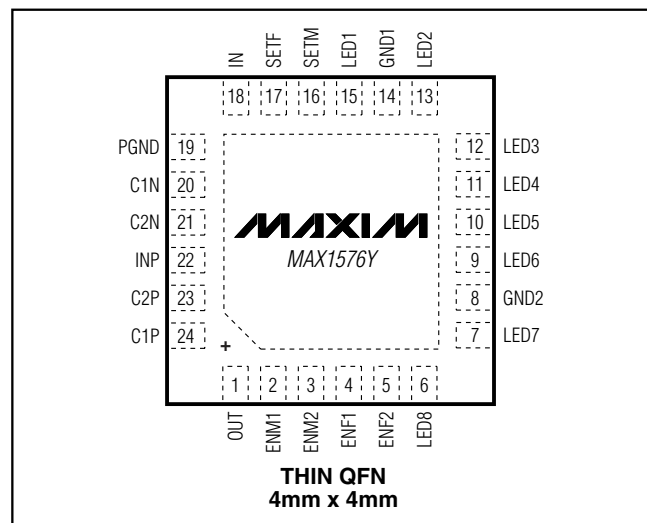 IN SETF SETM LED1 GND1 LED2
18 17 16 15 14 13
PGND 19 12 LED3
C1N 20 11 LED4
C2N 21 10 LED5
MAXIM
MAX1576Y
INP 22 9 LED6
C2P 23 8 GND2
C1P 24 7 LED7
+
1 2 3 4 5 6
OUT ENM1 ENM2 ENF1 ENF2 LED8
THIN QFN
4mm x 4mm